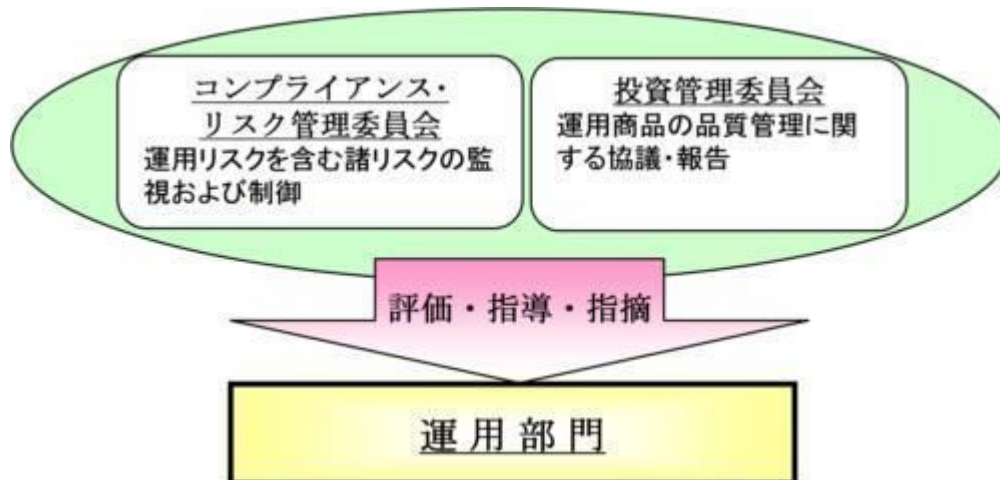 コンプライアンス・
リスク管理委員会
運用リスクを含む諸リスクの監
視および制御
投資管理委員会
運用商品の品質管理に関
する協議・報告
評価・指導・指摘
運用部門